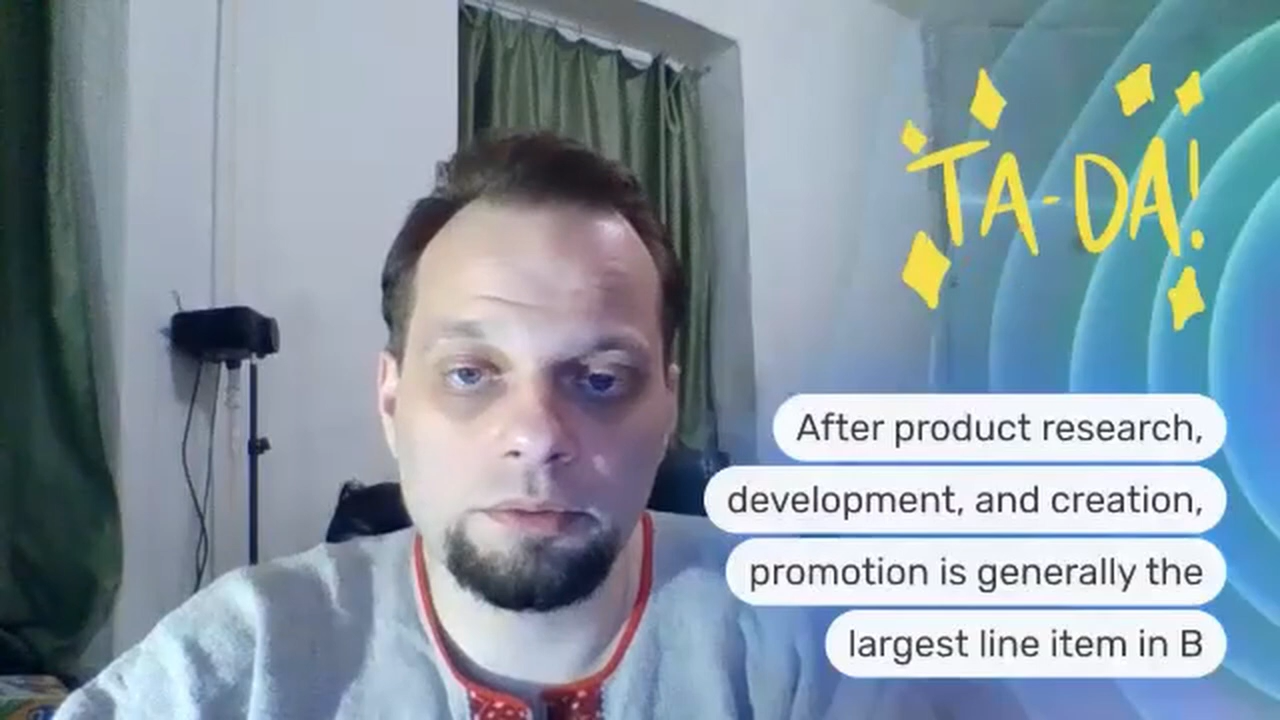 TA-DA!
After product research,
development, and creation,
promotion is generally the
largest line item in B